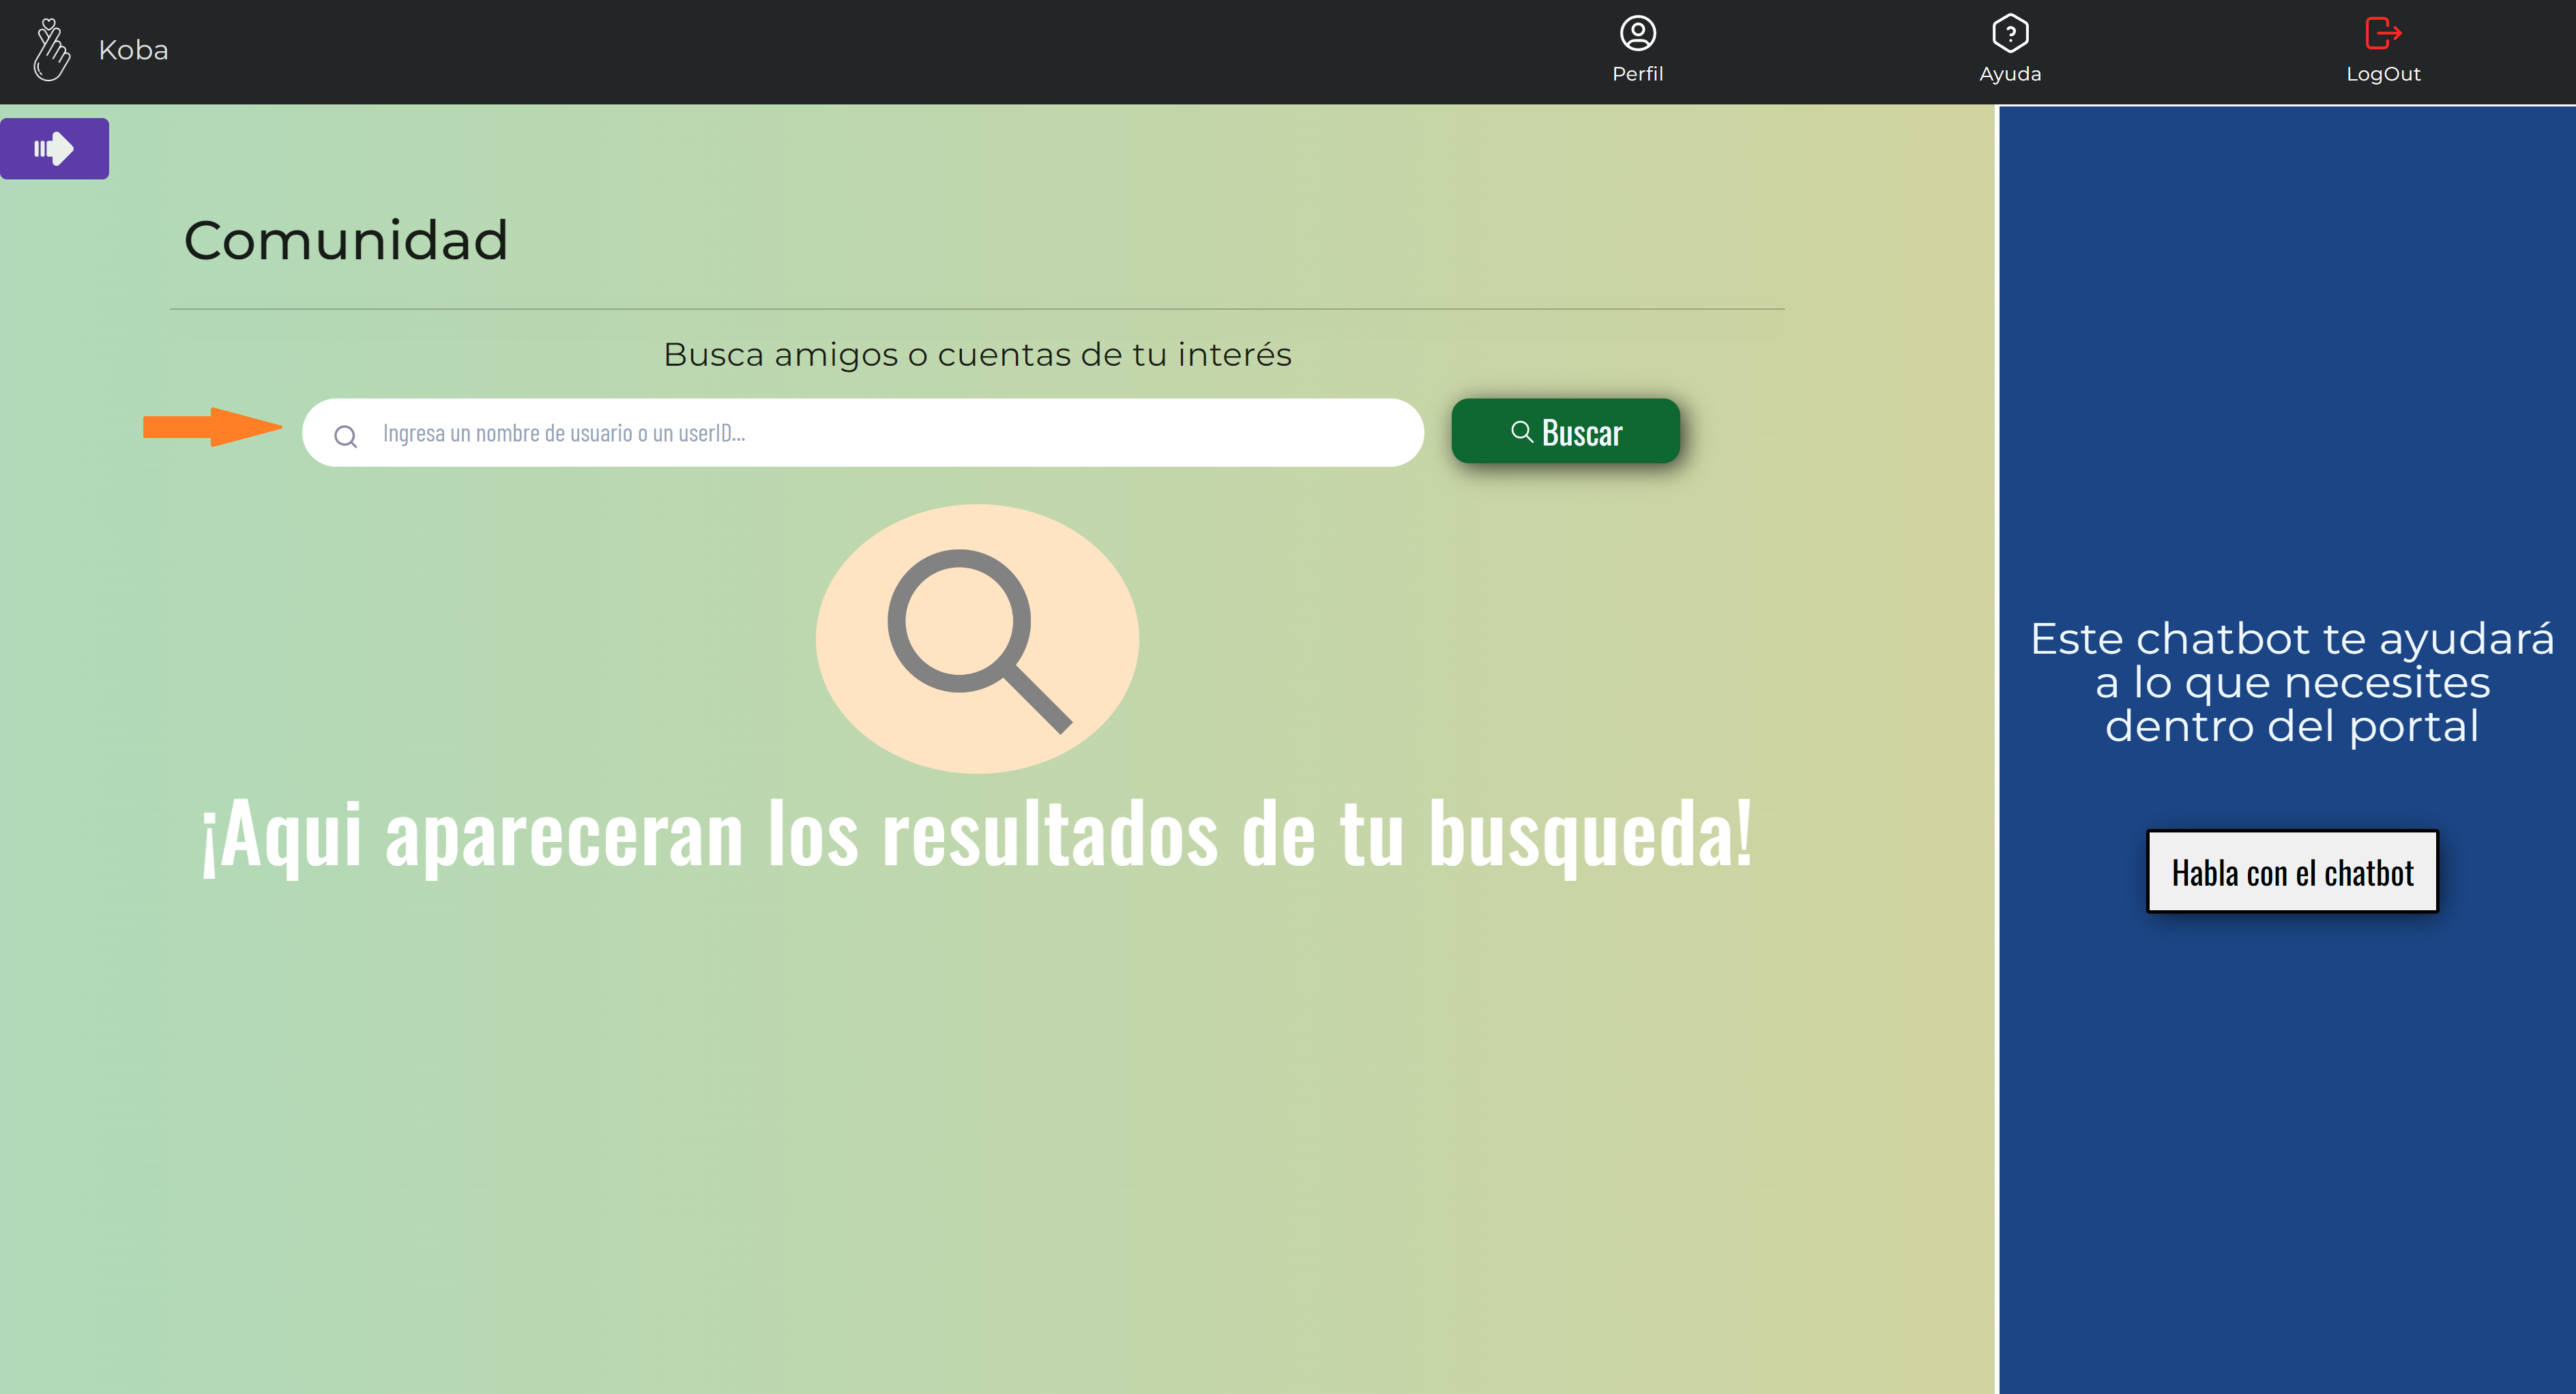 Koba
Perfil
Ayuda
LogOut
Comunidad
Busca amigos o cuentas de tu interés
Ingresa un nombre de usuario o un userID...
Buscar
¡Aqui apareceran los resultados de tu busqueda!
Este chatbot te ayudará
a lo que necesites
dentro del portal
Habla con el chatbot